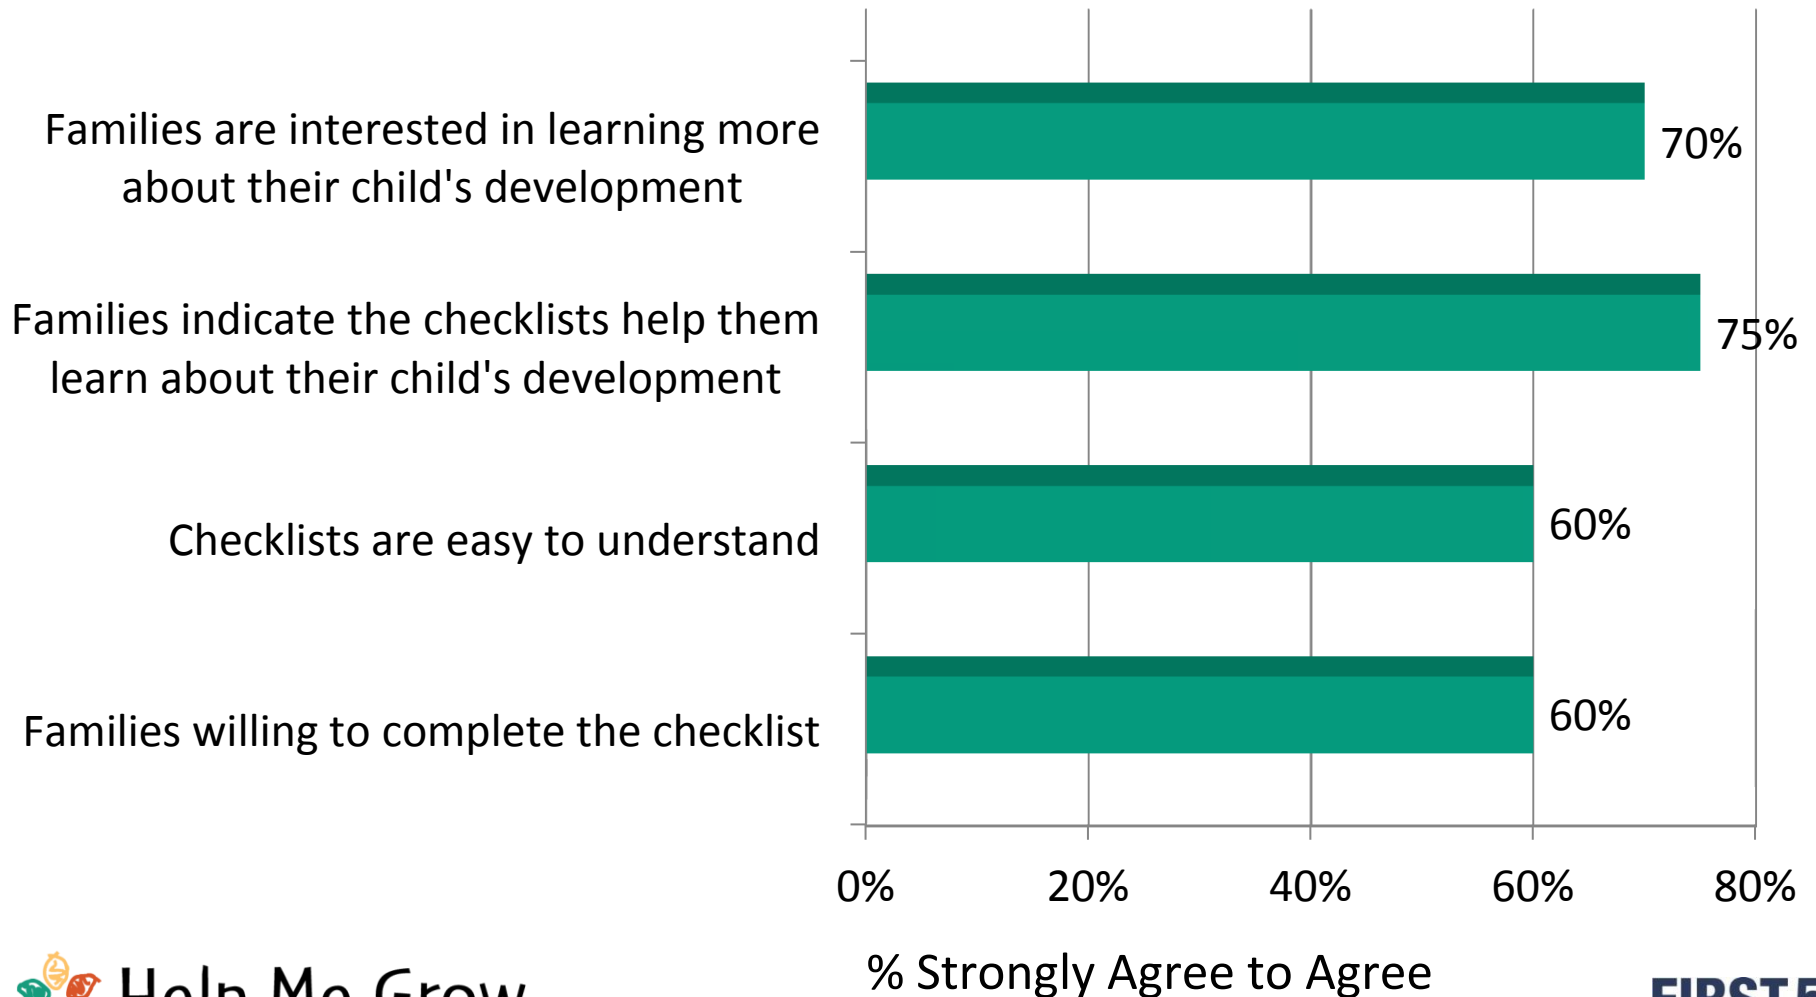 Families are interested in learning more
about their child's development
70%
Families indicate the checklists help them
learn about their child's development
75%
Checklists are easy to understand
60%
Families willing to complete the checklist
60%
0% 20% 40% 60% 80%
% Strongly Agree to Agree
Help Me Grow
FIRST 5